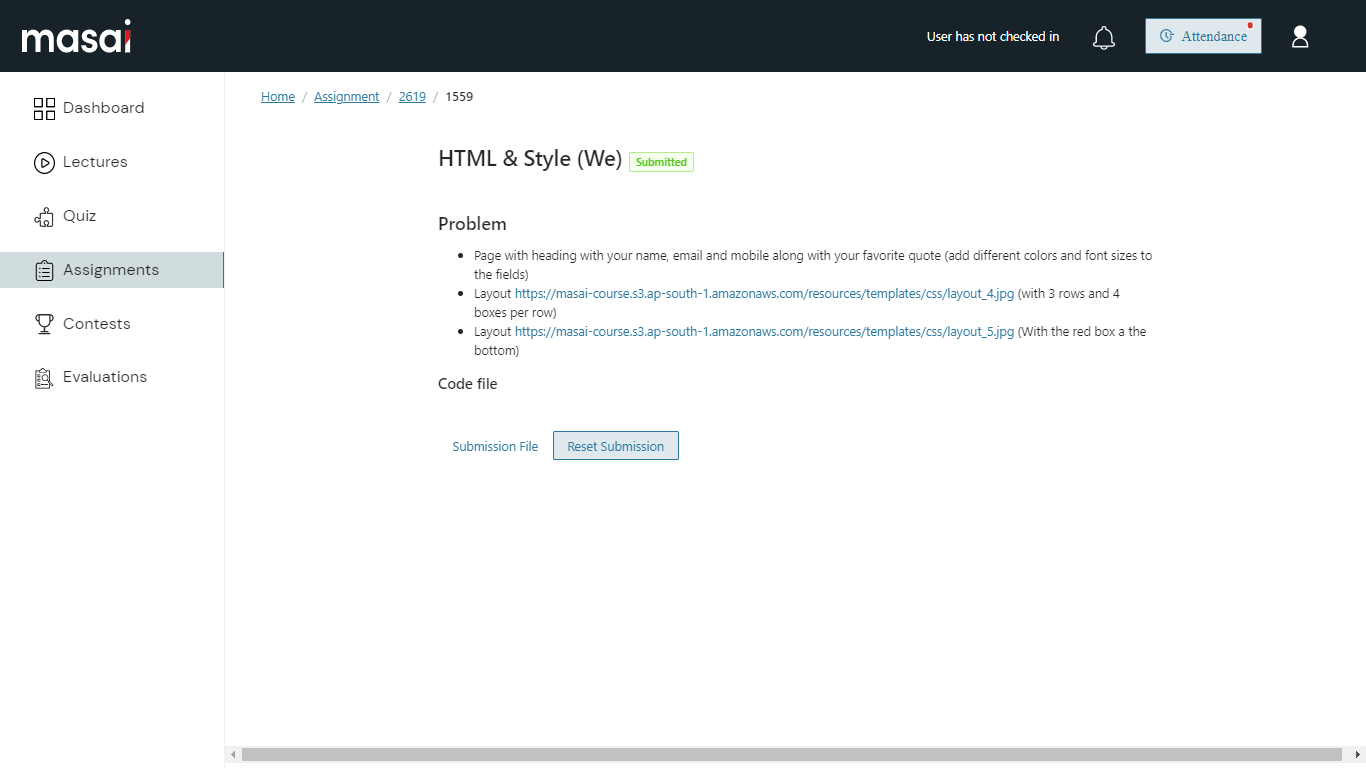 masai
User has not checked in
Attendance
Dashboard
Lectures
Quiz
Assignments
Contests
Evaluations
Home / Assignment / 2619 / 1559
HTML & Style (We) Submitted
Problem
Page with heading with your name, email and mobile along with your favorite quote (add different colors and font sizes to
the fields)
Layout https://masai-course.s3.ap-south-1.amazonaws.com/resources/templates/css/layout_4.jpg (with 3 rows and 4
boxes per row)
Layout https://masai-course.s3.ap-south-1.amazonaws.com/resources/templates/css/layout_5.jpg (With the red box a the
bottom)
Code file
Submission File
Reset Submission